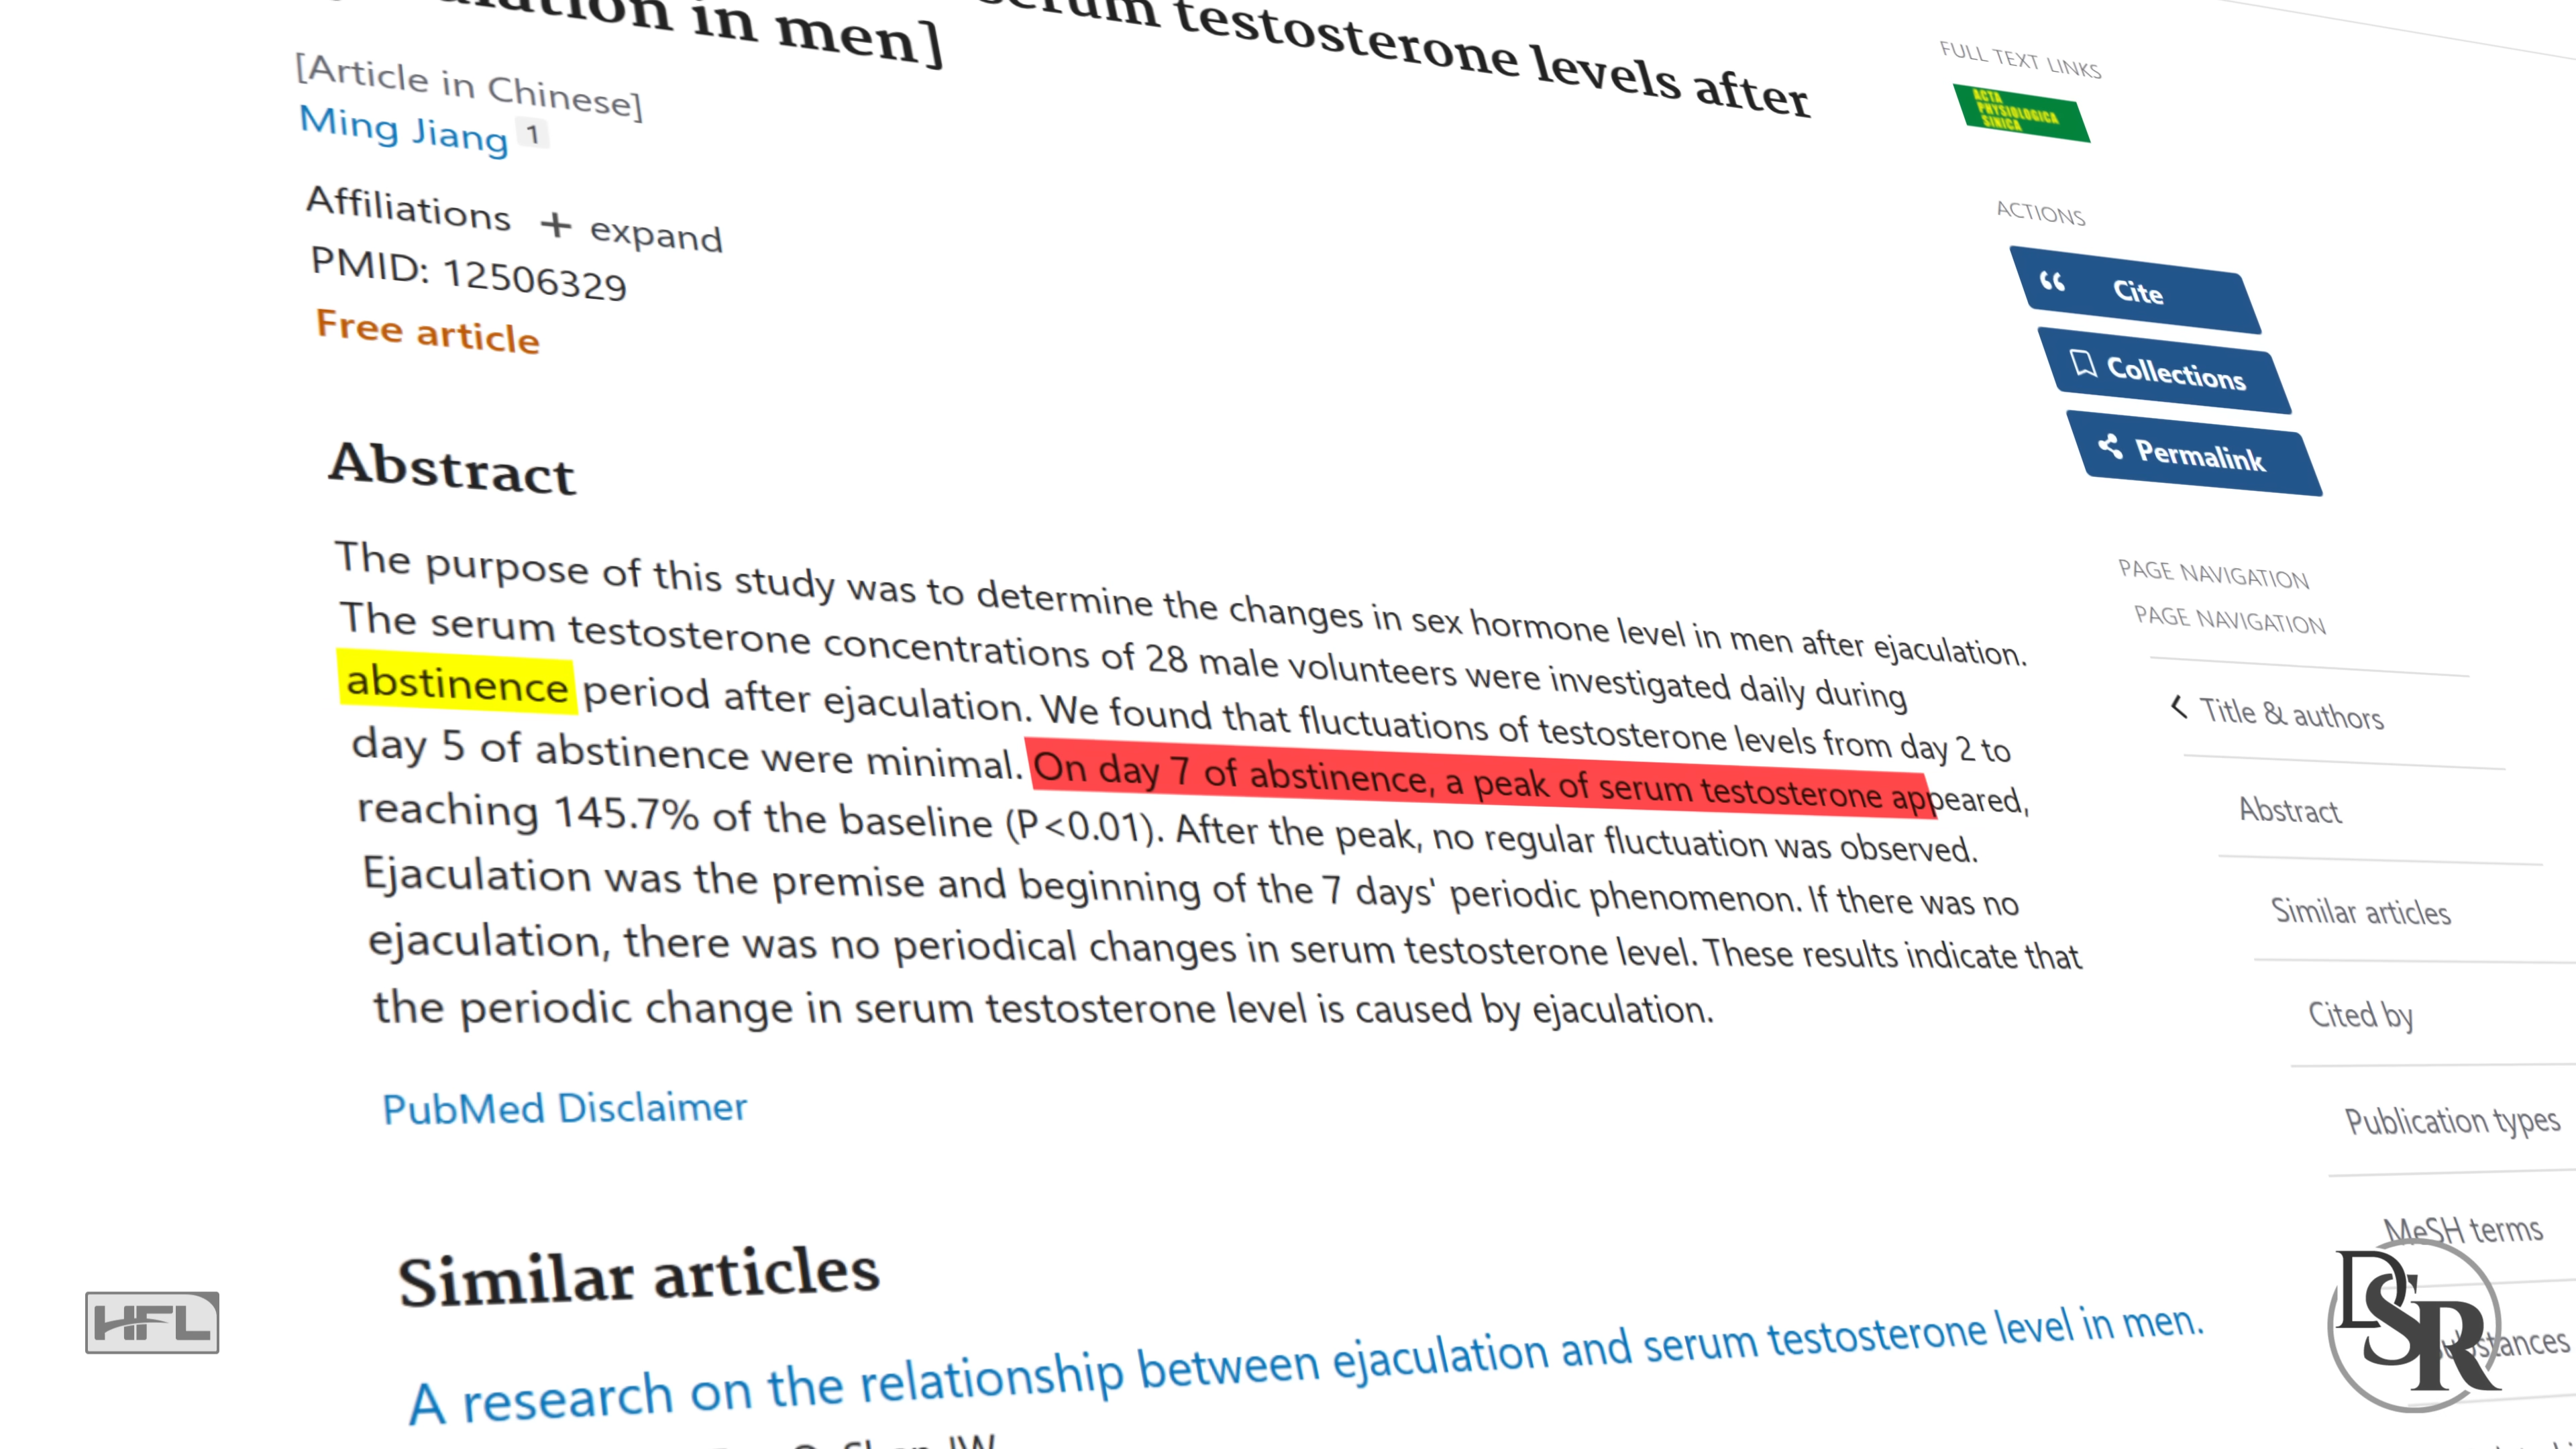 serum testosterone levels after
in men]
[Article in Chinese]
Ming Jiang 1
Affiliations + expand
PMID: 12506329
Free article
Abstract
The purpose of this study was to determine the changes in sex hormone level in men after ejaculation.
The serum testosterone concentrations of 28 male volunteers were investigated daily during
abstinence period after ejaculation. We found that fluctuations of testosterone levels from day 2 to
day 5 of abstinence were minimal. On day 7 of abstinence, a peak of serum testosterone appeared,
reaching 145.7% of the baseline (P<0.01). After the peak, no regular fluctuation was observed.
Ejaculation was the premise and beginning of the 7 days' periodic phenomenon. If there was no
ejaculation, there was no periodical changes in serum testosterone level. These results indicate that
the periodic change in serum testosterone level is caused by ejaculation.
PubMed Disclaimer
Similar articles
A research on the relationship between ejaculation and serum testosterone level in men.
FULL TEXT LINKS
ACTA
PHYSIOLOGICA
SINICA
ACTIONS
Cite
Collections
Permalink
PAGE NAVIGATION
PAGE NAVIGATION
Title & authors
Abstract
Similar articles
Cited by
Publication types
MeSH terms
HFL
DSR